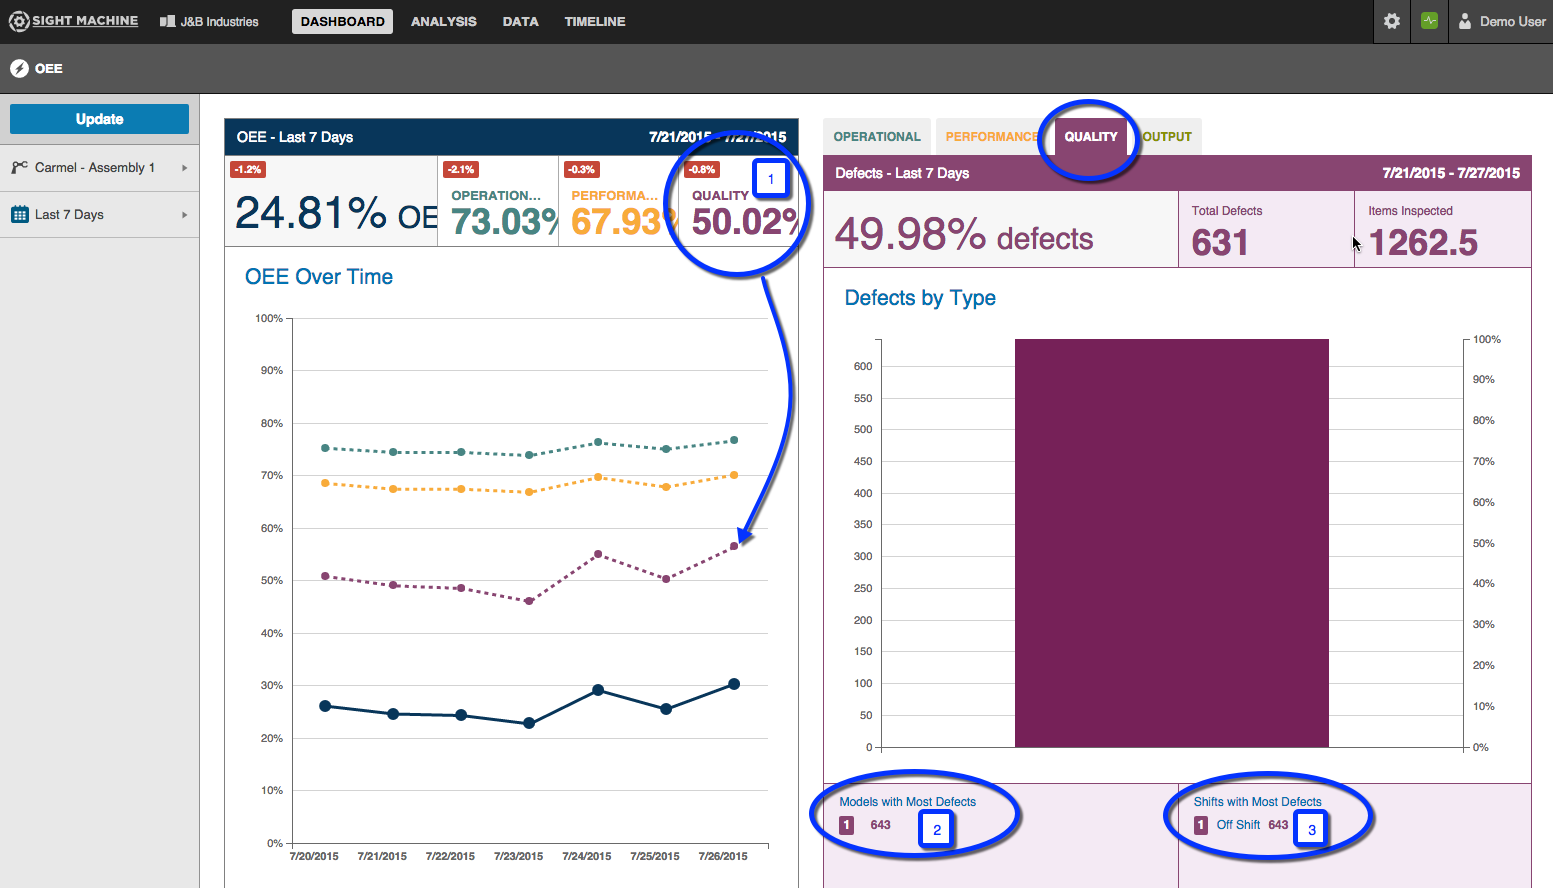 SIGHT MACHINE
J&B Industries
DASHBOARD
ANALYSIS
DATA
TIMELINE
Demo User
OEE
Update
Carmel - Assembly 1
Last 7 Days
OEE - Last 7 Days
7/21/2015 - 7/27/2015
-1.2%
24.81% OE
-2.1%
OPERATION...
73.03%
-0.3%
PERFORMA...
67.93%
-0.8%
1
QUALITY
50.02%
OEE Over Time
100%
90%
80%
70%
60%
50%
40%
30%
20%
10%
0%
7/20/2015
7/21/2015
7/22/2015
7/23/2015
7/24/2015
7/25/2015
7/26/2015
OPERATIONAL
PERFORMANCE
QUALITY
OUTPUT
Defects - Last 7 Days
7/21/2015 - 7/27/2015
49.98% defects
Total Defects
631
Items Inspected
1262.5
Defects by Type
600
550
500
450
400
350
300
250
200
150
100
50
0
100%
90%
80%
70%
60%
50%
40%
30%
20%
10%
0%
Models with Most Defects
1 643
2
Shifts with Most Defects
1 Off Shift 643
3